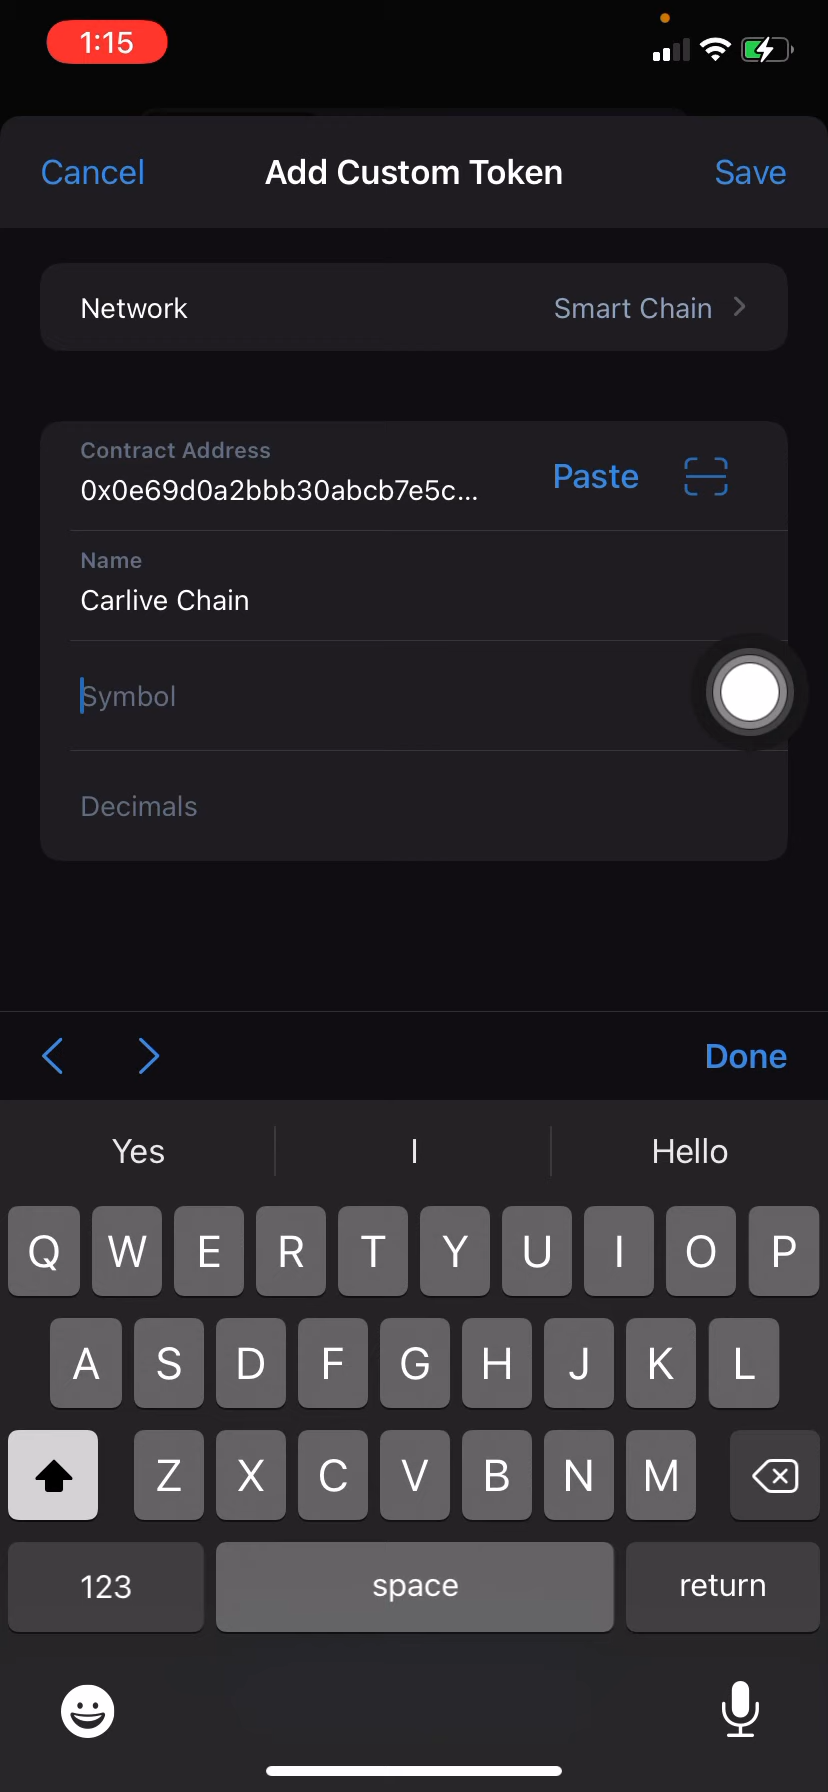 1:15
Cancel
Add Custom Token
Save
Network
Smart Chain
Contract Address
0x0e69d0a2bbb30abcb7e5c...
Paste
Name
Carlive Chain
Symbol
Decimals
Done
Yes
I
Hello
Q W E R T Y U I O P
A S D F G H J K L
Z X C V B N M
123
space
return